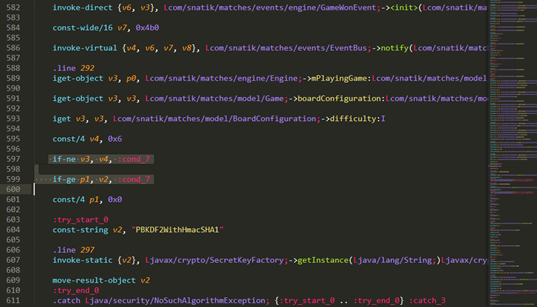 582 invoke-direct {v6, v3}, Lcom/snatik/matches/events/engine/GameWonEvent;-><init>(Lcom/snatik/matches/
583
584 const-wide/16 v7, 0x4b0
585
586 invoke-virtual {v4, v6, v7, v8}, Lcom/snatik/matches/events/EventBus;->notify(Lcom/snatik/match
587
588 .line 292
589 iget-object v3, p0, Lcom/snatik/matches/engine/Engine;->mPlayingGame:Lcom/snatik/matches/model
590
591 iget-object v3, v3, Lcom/snatik/matches/model/Game;->boardConfiguration:Lcom/snatik/matches/mo
592
593 iget v3, v3, Lcom/snatik/matches/model/BoardConfiguration;->difficulty:I
594
595 const/4 v4, 0x6
596
597 if-ne v3, v4, :cond_7
598
599 if-ge p1, v2, :cond_7
600
601 const/4 p1, 0x0
602
603 :try_start_0
604 const-string v2, "PBKDF2WithHmacSHA1"
605
606 .line 297
607 invoke-static {v2}, Ljavax/crypto/SecretKeyFactory;->getInstance(Ljava/lang/String;)Ljavax/cry
608
609 move-result-object v2
610 :try_end_0
611 .catch Ljava/security/NoSuchAlgorithmException; {:try_start_0 .. :try_end_0} :catch_3